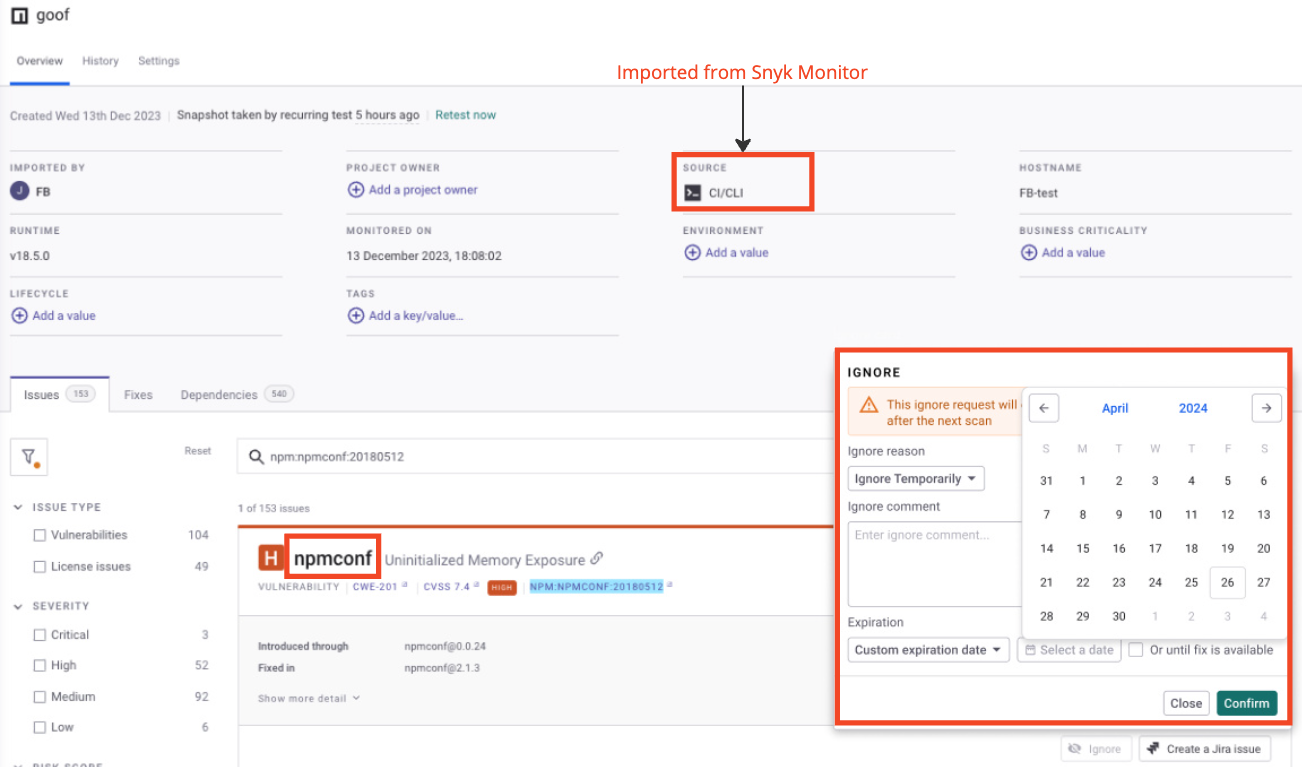 goof
Overview History Settings
Imported from Snyk Monitor
Created Wed 13th Dec 2023 | Snapshot taken by recurring test 5 hours ago | Retest now
IMPORTED BY
J FB
PROJECT OWNER
Add a project owner
SOURCE
CI/CLI
HOSTNAME
FB-test
RUNTIME
v18.5.0
MONITORED ON
13 December 2023, 18:08:02
ENVIRONMENT
Add a value
BUSINESS CRITICALITY
Add a value
LIFECYCLE
Add a value
TAGS
Add a key/value...
Issues 153 Fixes Dependencies 540
Reset
npm:npmconf:20180512
1 of 153 issues
ISSUE TYPE
Vulnerabilities 104
License issues 49
SEVERITY
Critical 3
High 52
Medium 92
Low 6
RISK SCORE
H npmconf Uninitialized Memory Exposure
VULNERABILITY | CWE-201 | CVSS 7.4 HIGH | NPM:NPMCONF:20180512
Introduced through npmconf@0.0.24
Fixed in npmconf@2.1.3
Show more detail
IGNORE
This ignore request will
after the next scan
Ignore reason
Ignore Temporarily
Ignore comment
Enter ignore comment...
April 2024
S M T W T F S
31 1 2 3 4 5 6
7 8 9 10 11 12 13
14 15 16 17 18 19 20
21 22 23 24 25 26 27
28 29 30 1 2 3 4
Expiration
Custom expiration date Select a date Or until fix is available
Close Confirm
Ignore Create a Jira issue